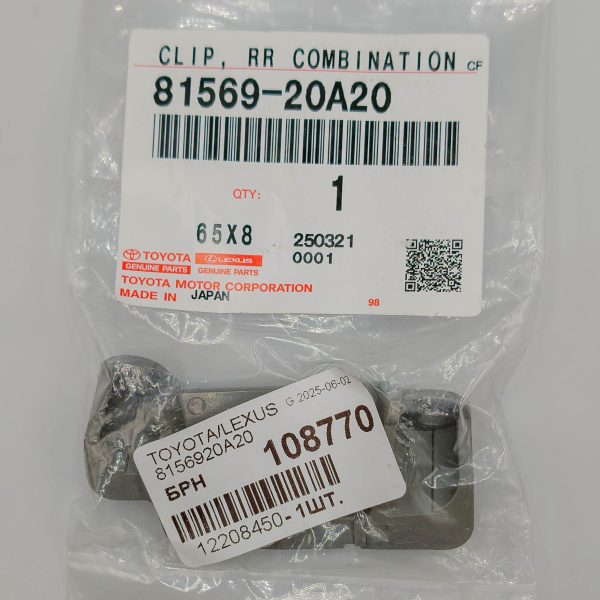 CLIP, RR COMBINATION CF
81569-20A20
QTY: 1
65X8 250321
0001
TOYOTA LEXUS
GENUINE PARTS GENUINE PARTS
TOYOTA MOTOR CORPORATION
MADE IN JAPAN 98
TOYOTA/LEXUS G 2025-06-02
8156920A20
108770
БРН
12208450-1ШТ.